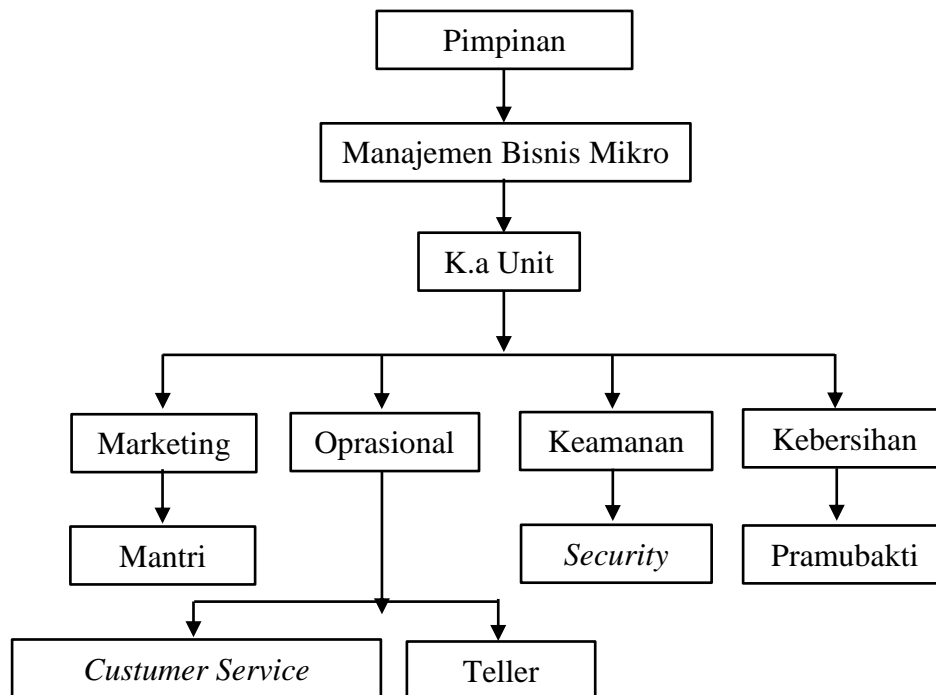 Pimpinan
Manajemen Bisnis Mikro
K.a Unit
Marketing
Oprasional
Keamanan
Kebersihan
Mantri
Security
Pramubakti
Custumer Service
Teller